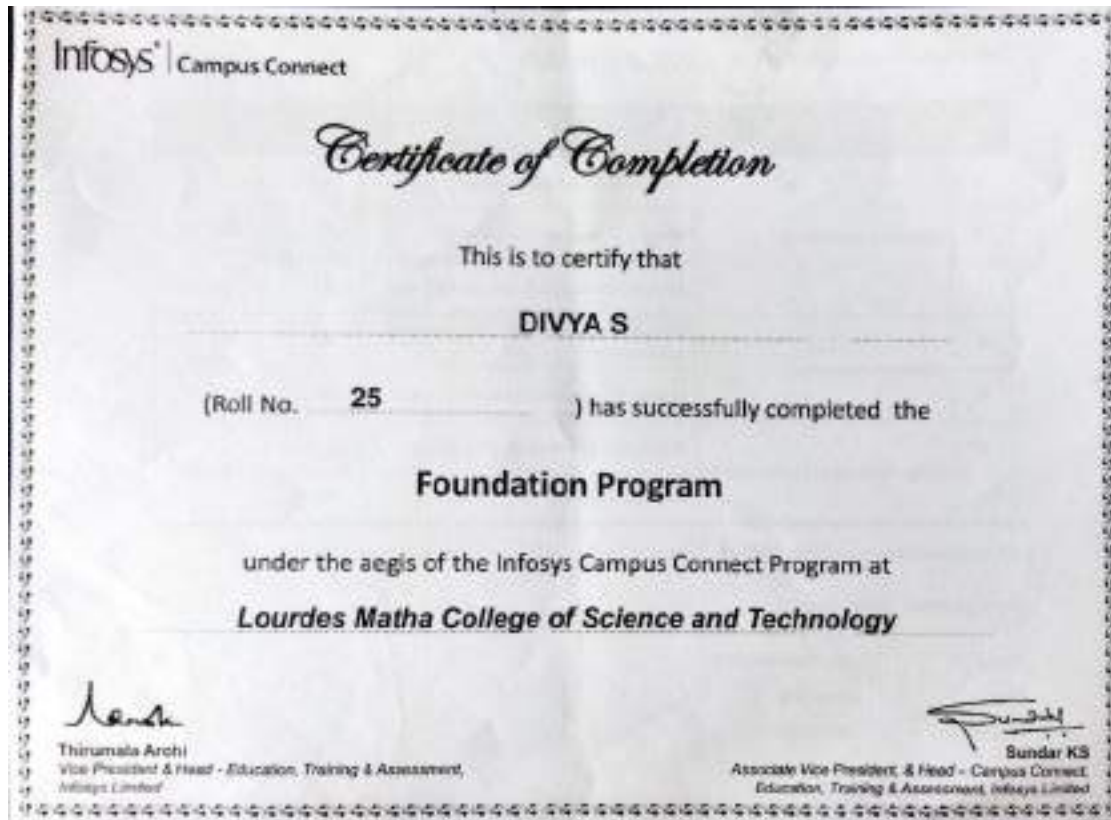 Infosys | Campus Connect
Certificate of Completion
This is to certify that
DIVYA S
(Roll No. 25 ) has successfully completed the
Foundation Program
under the aegis of the Infosys Campus Connect Program at
Lourdes Matha College of Science and Technology
Thirumala Arohi
Vice President & Head - Education, Training & Assessment,
Infosys Limited
Sundar KS
Associate Vice President, & Head – Campus Connect,
Education, Training & Assessment, Infosys Limited